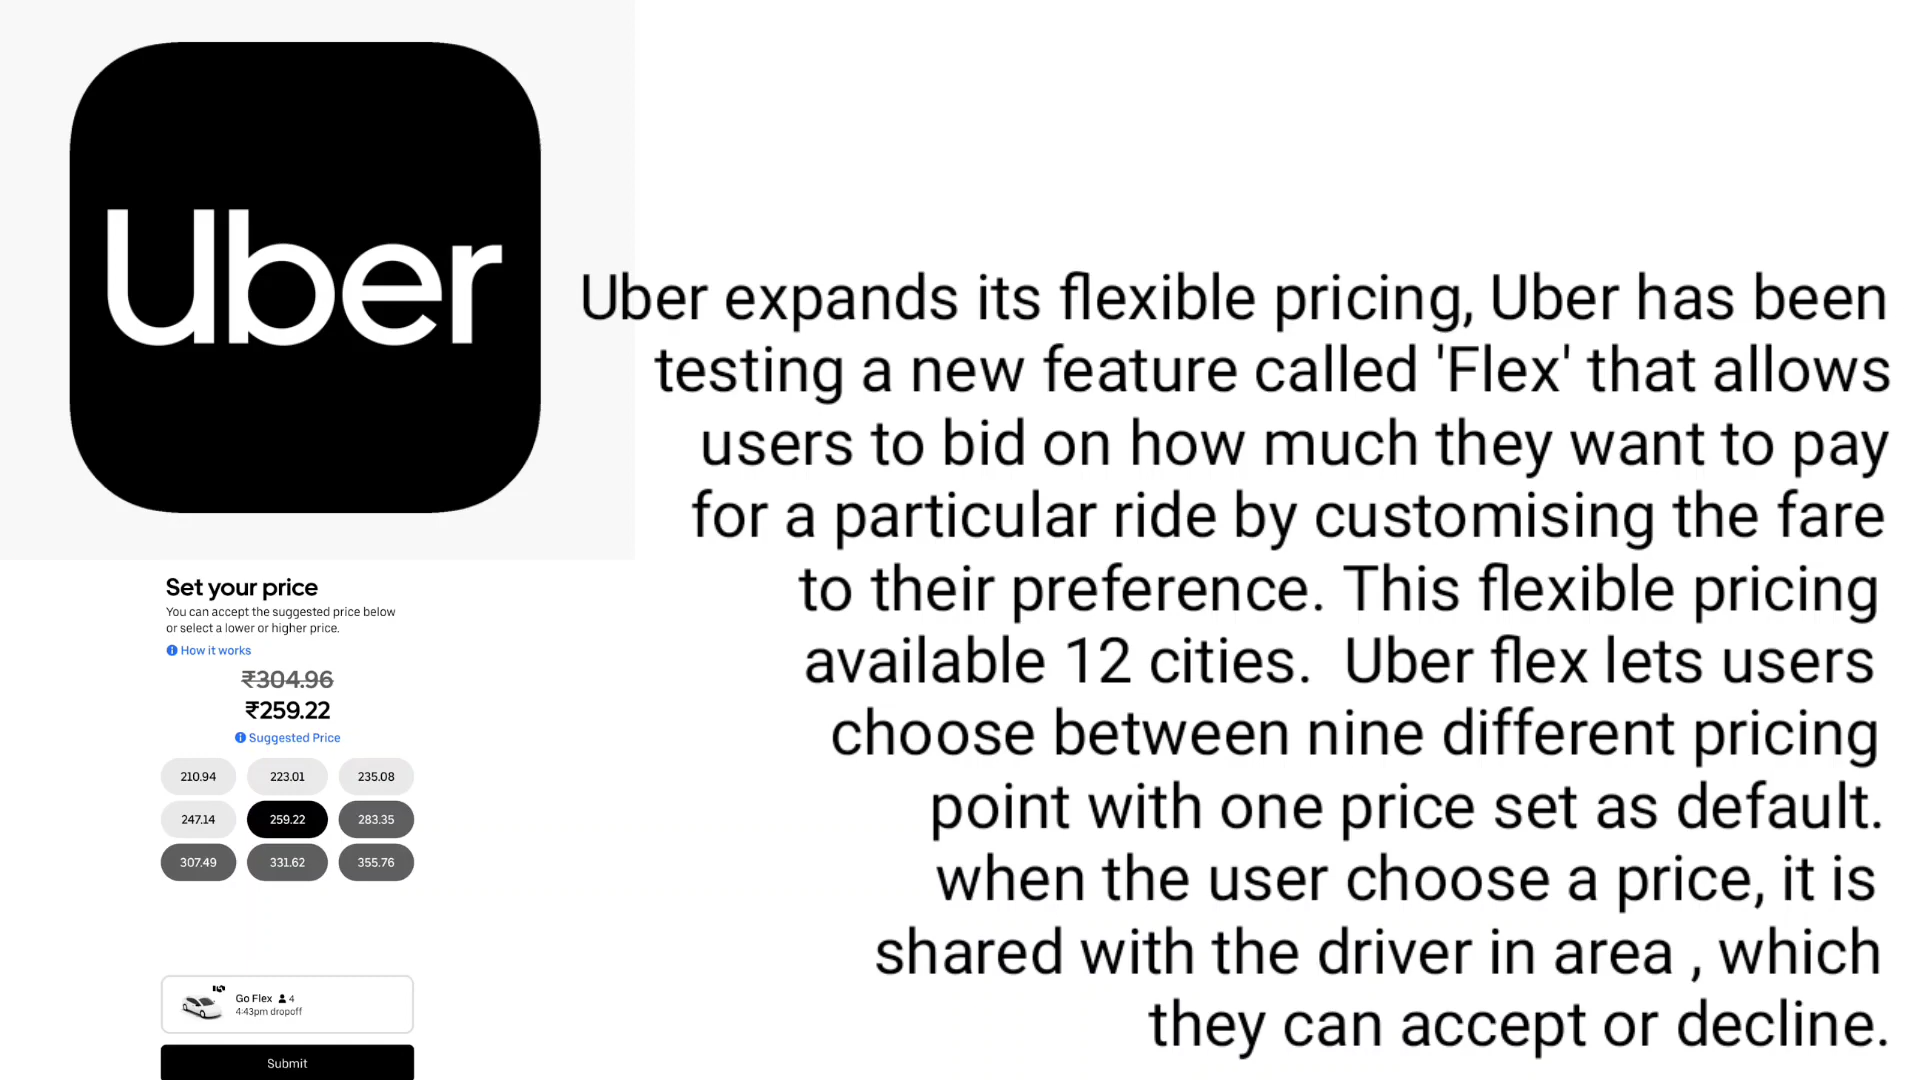 Uber
Uber expands its flexible pricing, Uber has been
testing a new feature called 'Flex' that allows
users to bid on how much they want to pay
for a particular ride by customising the fare
to their preference. This flexible pricing
available 12 cities. Uber flex lets users
choose between nine different pricing
point with one price set as default.
when the user choose a price, it is
shared with the driver in area , which
they can accept or decline.
Set your price
You can accept the suggested price below
or select a lower or higher price.
How it works
₹304.96
₹259.22
Suggested Price
210.94 223.01 235.08
247.14 259.22 283.35
307.49 331.62 355.76
Go Flex 4
4:43pm dropoff
Submit